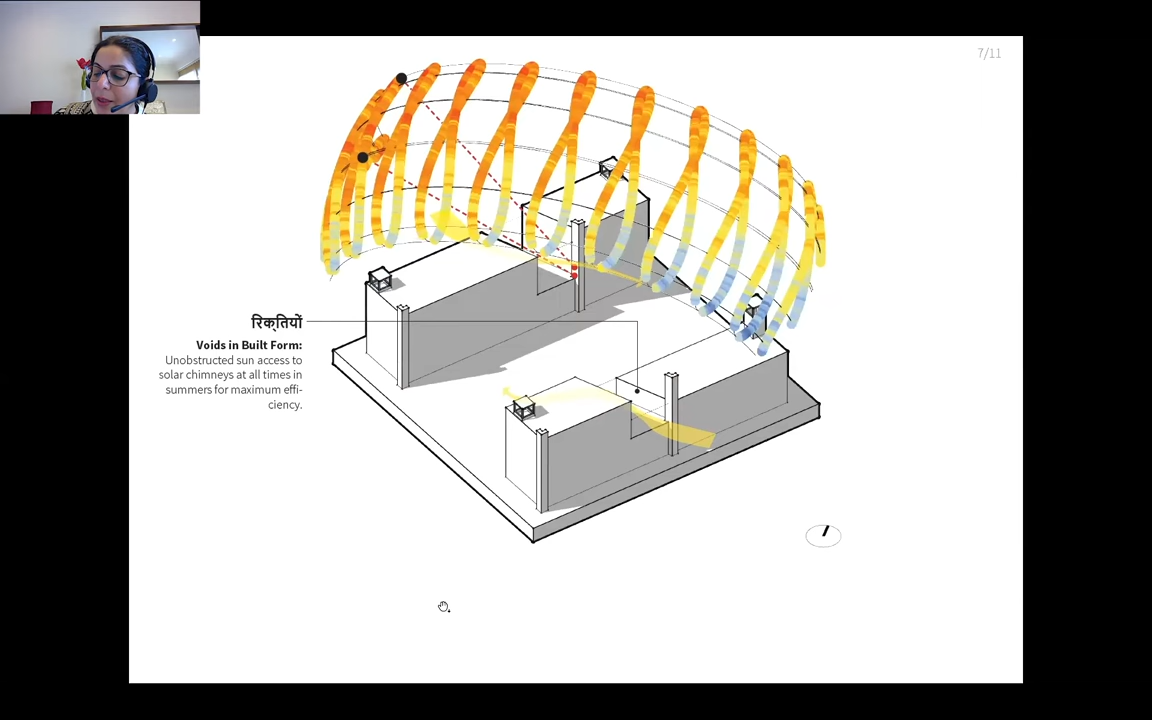 7/11
रिक्तियों
Voids in Built Form:
Unobstructed sun access to
solar chimneys at all times in
summers for maximum effi-
ciency.